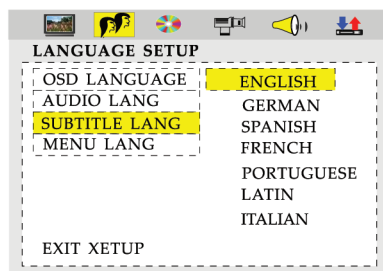 LANGUAGE SETUP
OSD LANGUAGE
AUDIO LANG
SUBTITLE LANG
MENU LANG
ENGLISH
GERMAN
SPANISH
FRENCH
PORTUGUESE
LATIN
ITALIAN
EXIT XETUP